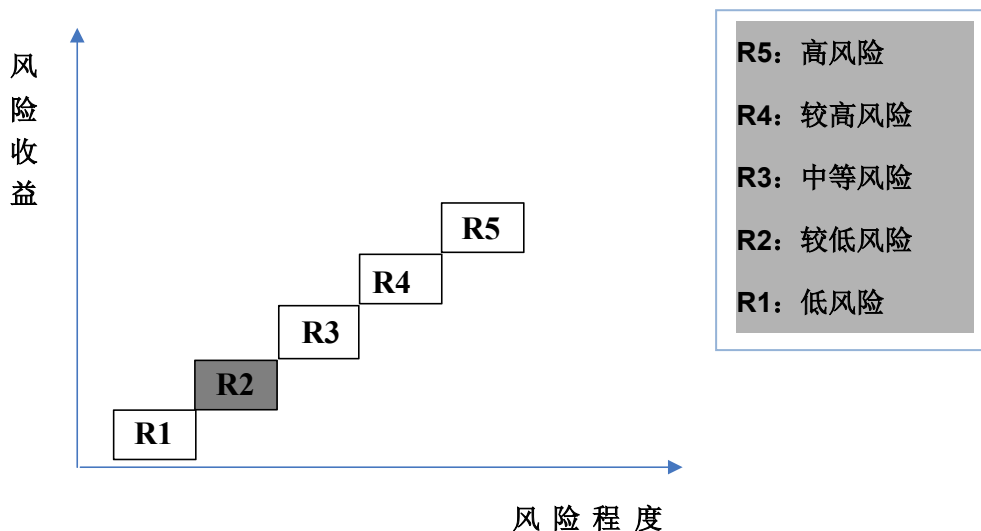 风险收益
R5：高风险
R4：较高风险
R3：中等风险
R2：较低风险
R1：低风险
R5
R4
R3
R2
R1
风险程度